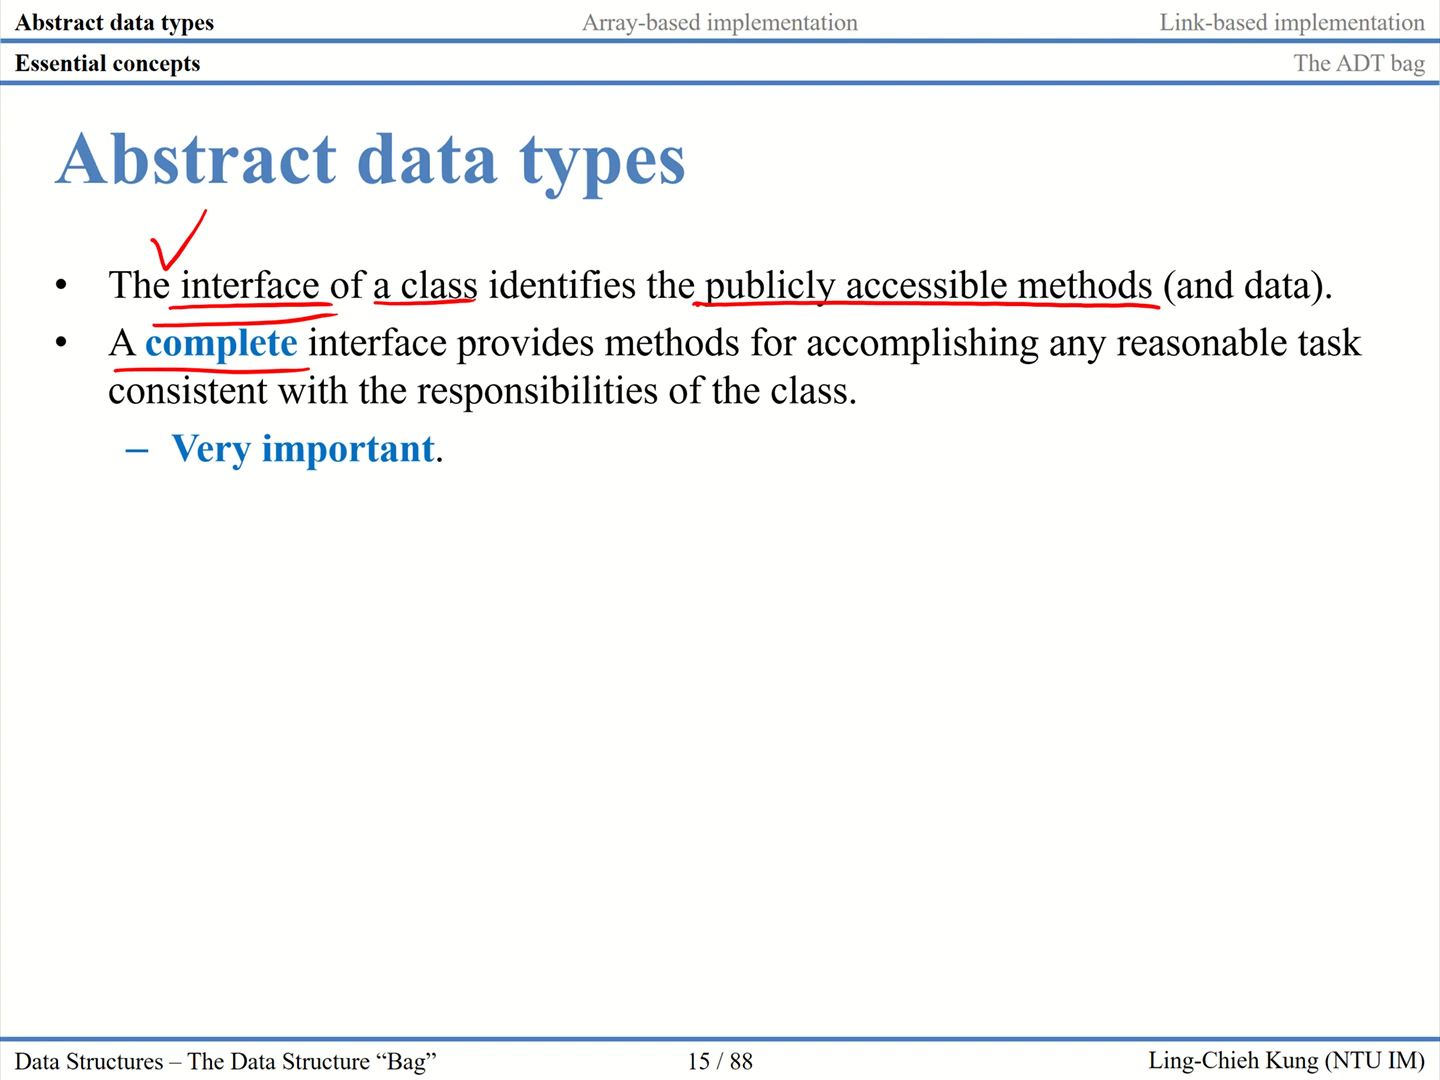 Abstract data types Array-based implementation Link-based implementation
Essential concepts The ADT bag
Abstract data types
• The interface of a class identifies the publicly accessible methods (and data).
• A complete interface provides methods for accomplishing any reasonable task
consistent with the responsibilities of the class.
– Very important.
Data Structures – The Data Structure “Bag” 15 / 88 Ling-Chieh Kung (NTU IM)